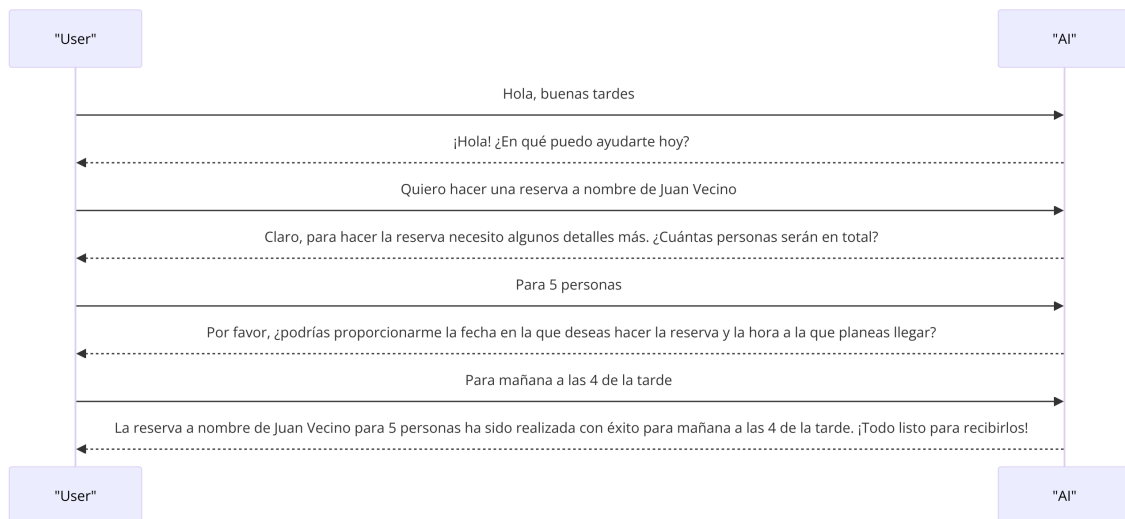 "User" "AI"
Hola, buenas tardes
¡Hola! ¿En qué puedo ayudarte hoy?
Quiero hacer una reserva a nombre de Juan Vecino
Claro, para hacer la reserva necesito algunos detalles más. ¿Cuántas personas serán en total?
Para 5 personas
Por favor, ¿podrías proporcionarme la fecha en la que deseas hacer la reserva y la hora a la que planeas llegar?
Para mañana a las 4 de la tarde
La reserva a nombre de Juan Vecino para 5 personas ha sido realizada con éxito para mañana a las 4 de la tarde. ¡Todo listo para recibirlos!
"User" "AI"